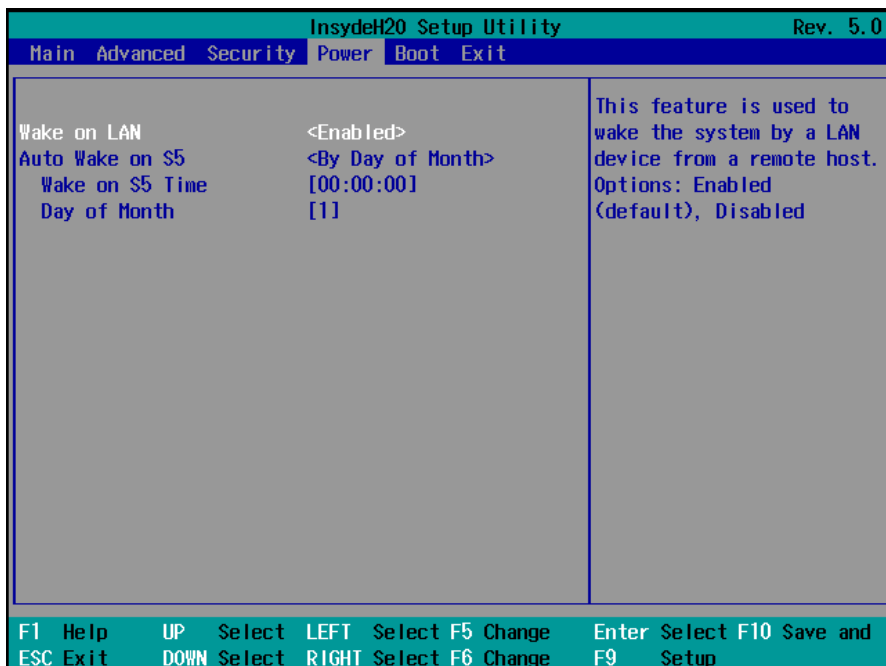 InsydeH20 Setup Utility Rev. 5.0
Main Advanced Security Power Boot Exit
Wake on LAN <Enabled>
Auto Wake on S5 <By Day of Month>
Wake on S5 Time [00:00:00]
Day of Month [1]
This feature is used to
wake the system by a LAN
device from a remote host.
Options: Enabled
(default), Disabled
F1 Help UP Select LEFT Select F5 Change Enter Select F10 Save and
ESC Exit DOWN Select RIGHT Select F6 Change F9 Setup